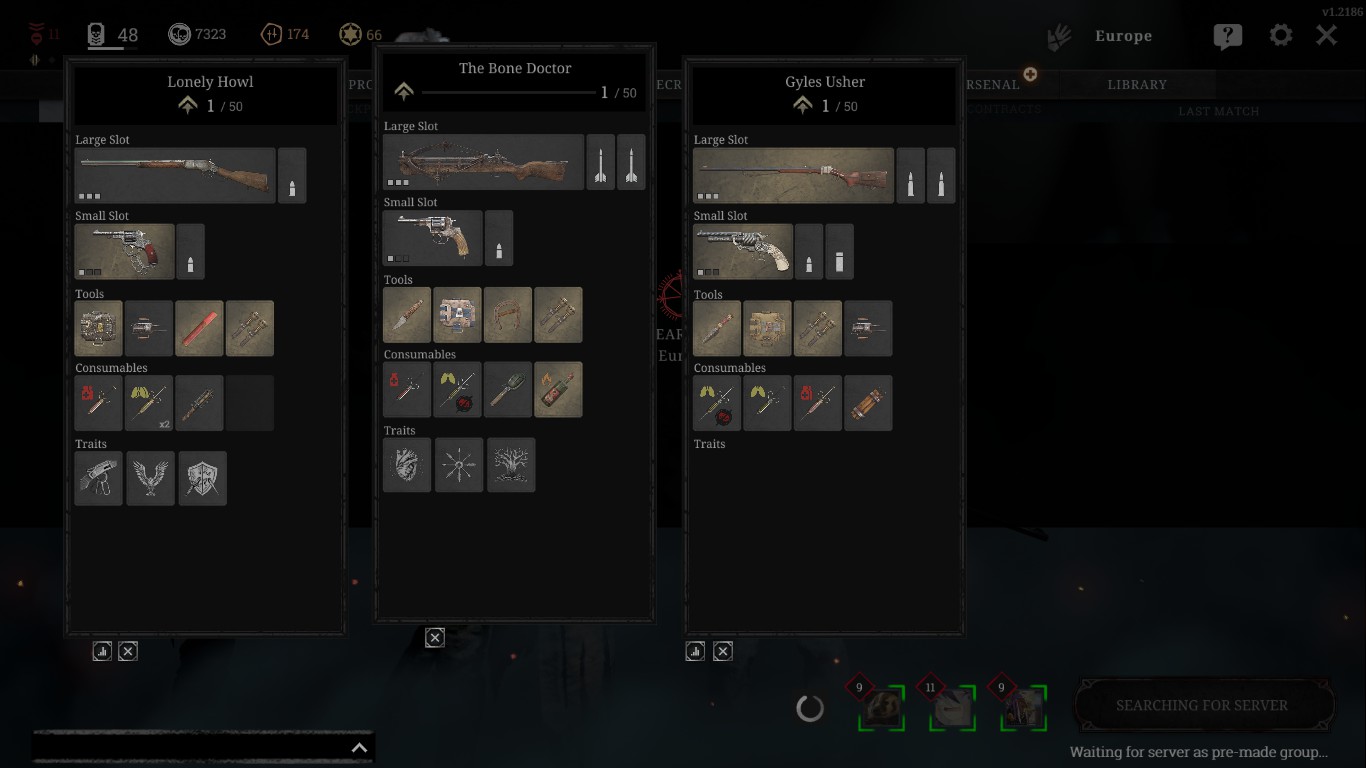 v1.2186
11
48
7323
174
66
Europe
LIBRARY
LAST MATCH
Lonely Howl
1 / 50
Large Slot
Small Slot
Tools
Consumables
x2
Traits
The Bone Doctor
1 / 50
Large Slot
Small Slot
Tools
Consumables
Traits
Gyles Usher
1 / 50
Large Slot
Small Slot
Tools
Consumables
Traits
9
11
9
SEARCHING FOR SERVER
Waiting for server as pre-made group...